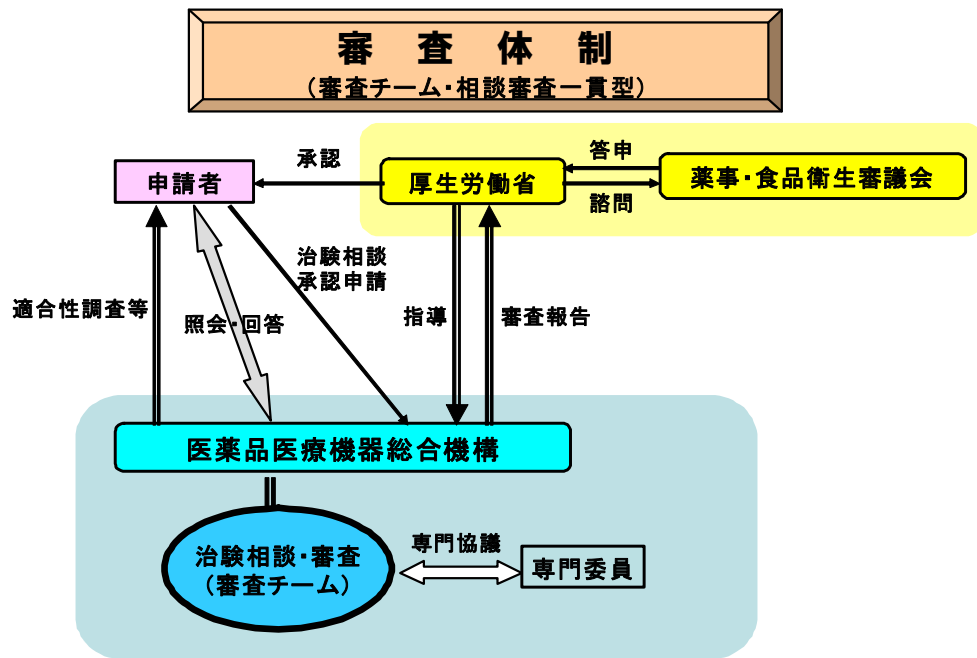 審 査 体 制
(審査チーム・相談審査一貫型)
承認
答申
申請者
厚生労働省
薬事・食品衛生審議会
諮問
治験相談
承認申請
適合性調査等
照会・回答
指導
審査報告
医薬品医療機器総合機構
治験相談・審査
(審査チーム)
専門協議
専門委員